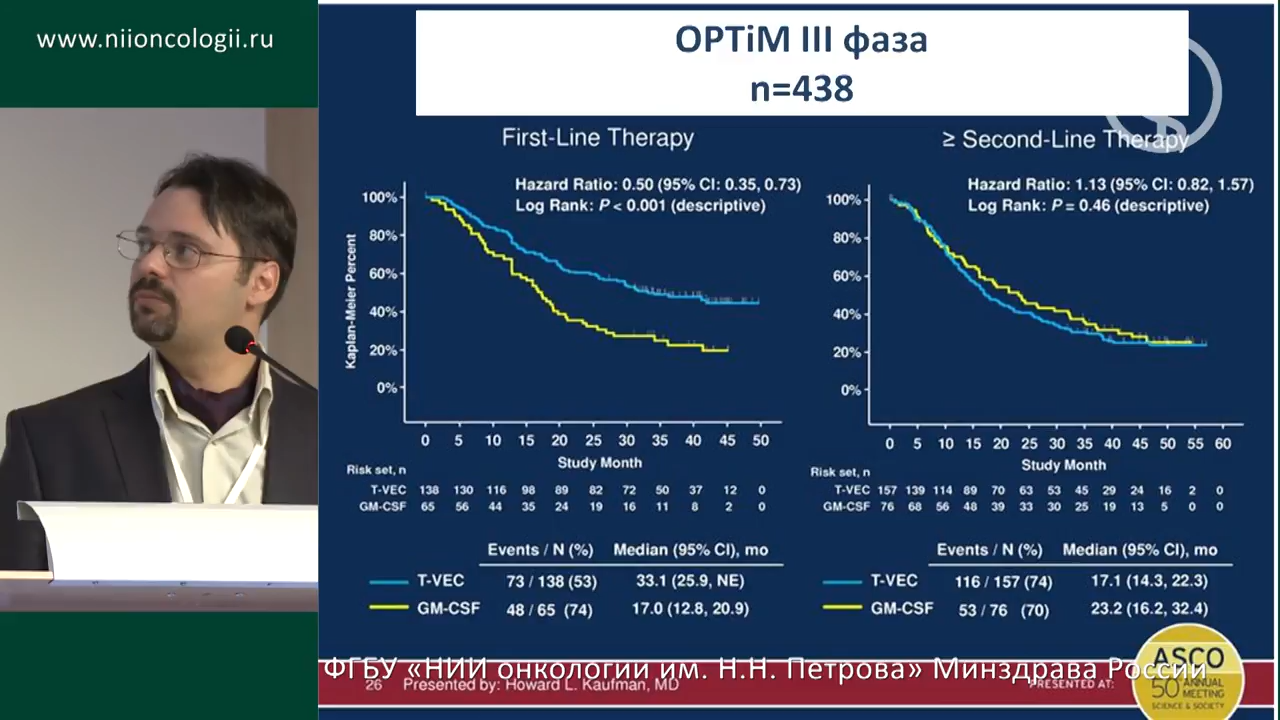 www.niioncologii.ru
OPTiM III фаза
n=438
First-Line Therapy
Hazard Ratio: 0.50 (95% CI: 0.35, 0.73)
Log Rank: P < 0.001 (descriptive)
Kaplan-Meier Percent
100%
80%
60%
40%
20%
0%
0 5 10 15 20 25 30 35 40 45 50
Study Month
Risk set, n
T-VEC 138 130 116 98 89 82 72 50 37 12 0
GM-CSF 65 56 44 35 24 19 16 11 8 2 0
Events / N (%) Median (95% CI), mo
T-VEC 73 / 138 (53) 33.1 (25.9, NE)
GM-CSF 48 / 65 (74) 17.0 (12.8, 20.9)
≥ Second-Line Therapy
Hazard Ratio: 1.13 (95% CI: 0.82, 1.57)
Log Rank: P = 0.46 (descriptive)
100%
80%
60%
40%
20%
0%
0 5 10 15 20 25 30 35 40 45 50 55 60
Study Month
Risk set, n
T-VEC 157 139 114 89 70 63 53 45 29 24 16 2 0
GM-CSF 76 68 56 48 39 33 30 25 19 13 5 0 0
Events / N (%) Median (95% CI), mo
T-VEC 116 / 157 (74) 17.1 (14.3, 22.3)
GM-CSF 53 / 76 (70) 23.2 (16.2, 32.4)
ФГБУ «НИИ онкологии им. Н.Н. Петрова» Минздрава России
26 Presented by: Howard L. Kaufman, MD
PRESENTED AT:
ASCO
50 ANNUAL
MEETING
SCIENCE & SOCIETY